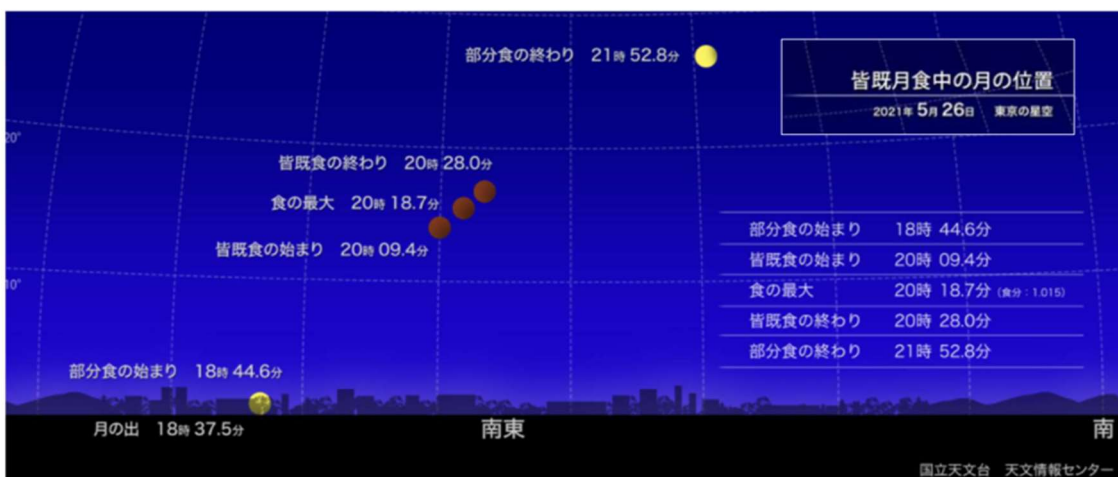 部分食の終わり 21時 52.8分
皆既月食中の月の位置
2021年 5月 26日 東京の星空
20°
皆既食の終わり 20時 28.0分
食の最大 20時 18.7分
皆既食の始まり 20時 09.4分
部分食の始まり 18時 44.6分
皆既食の始まり 20時 09.4分
食の最大 20時 18.7分 (食分:1.015)
皆既食の終わり 20時 28.0分
部分食の終わり 21時 52.8分
10°
部分食の始まり 18時 44.6分
月の出 18時 37.5分
南東
南
国立天文台 天文情報センター